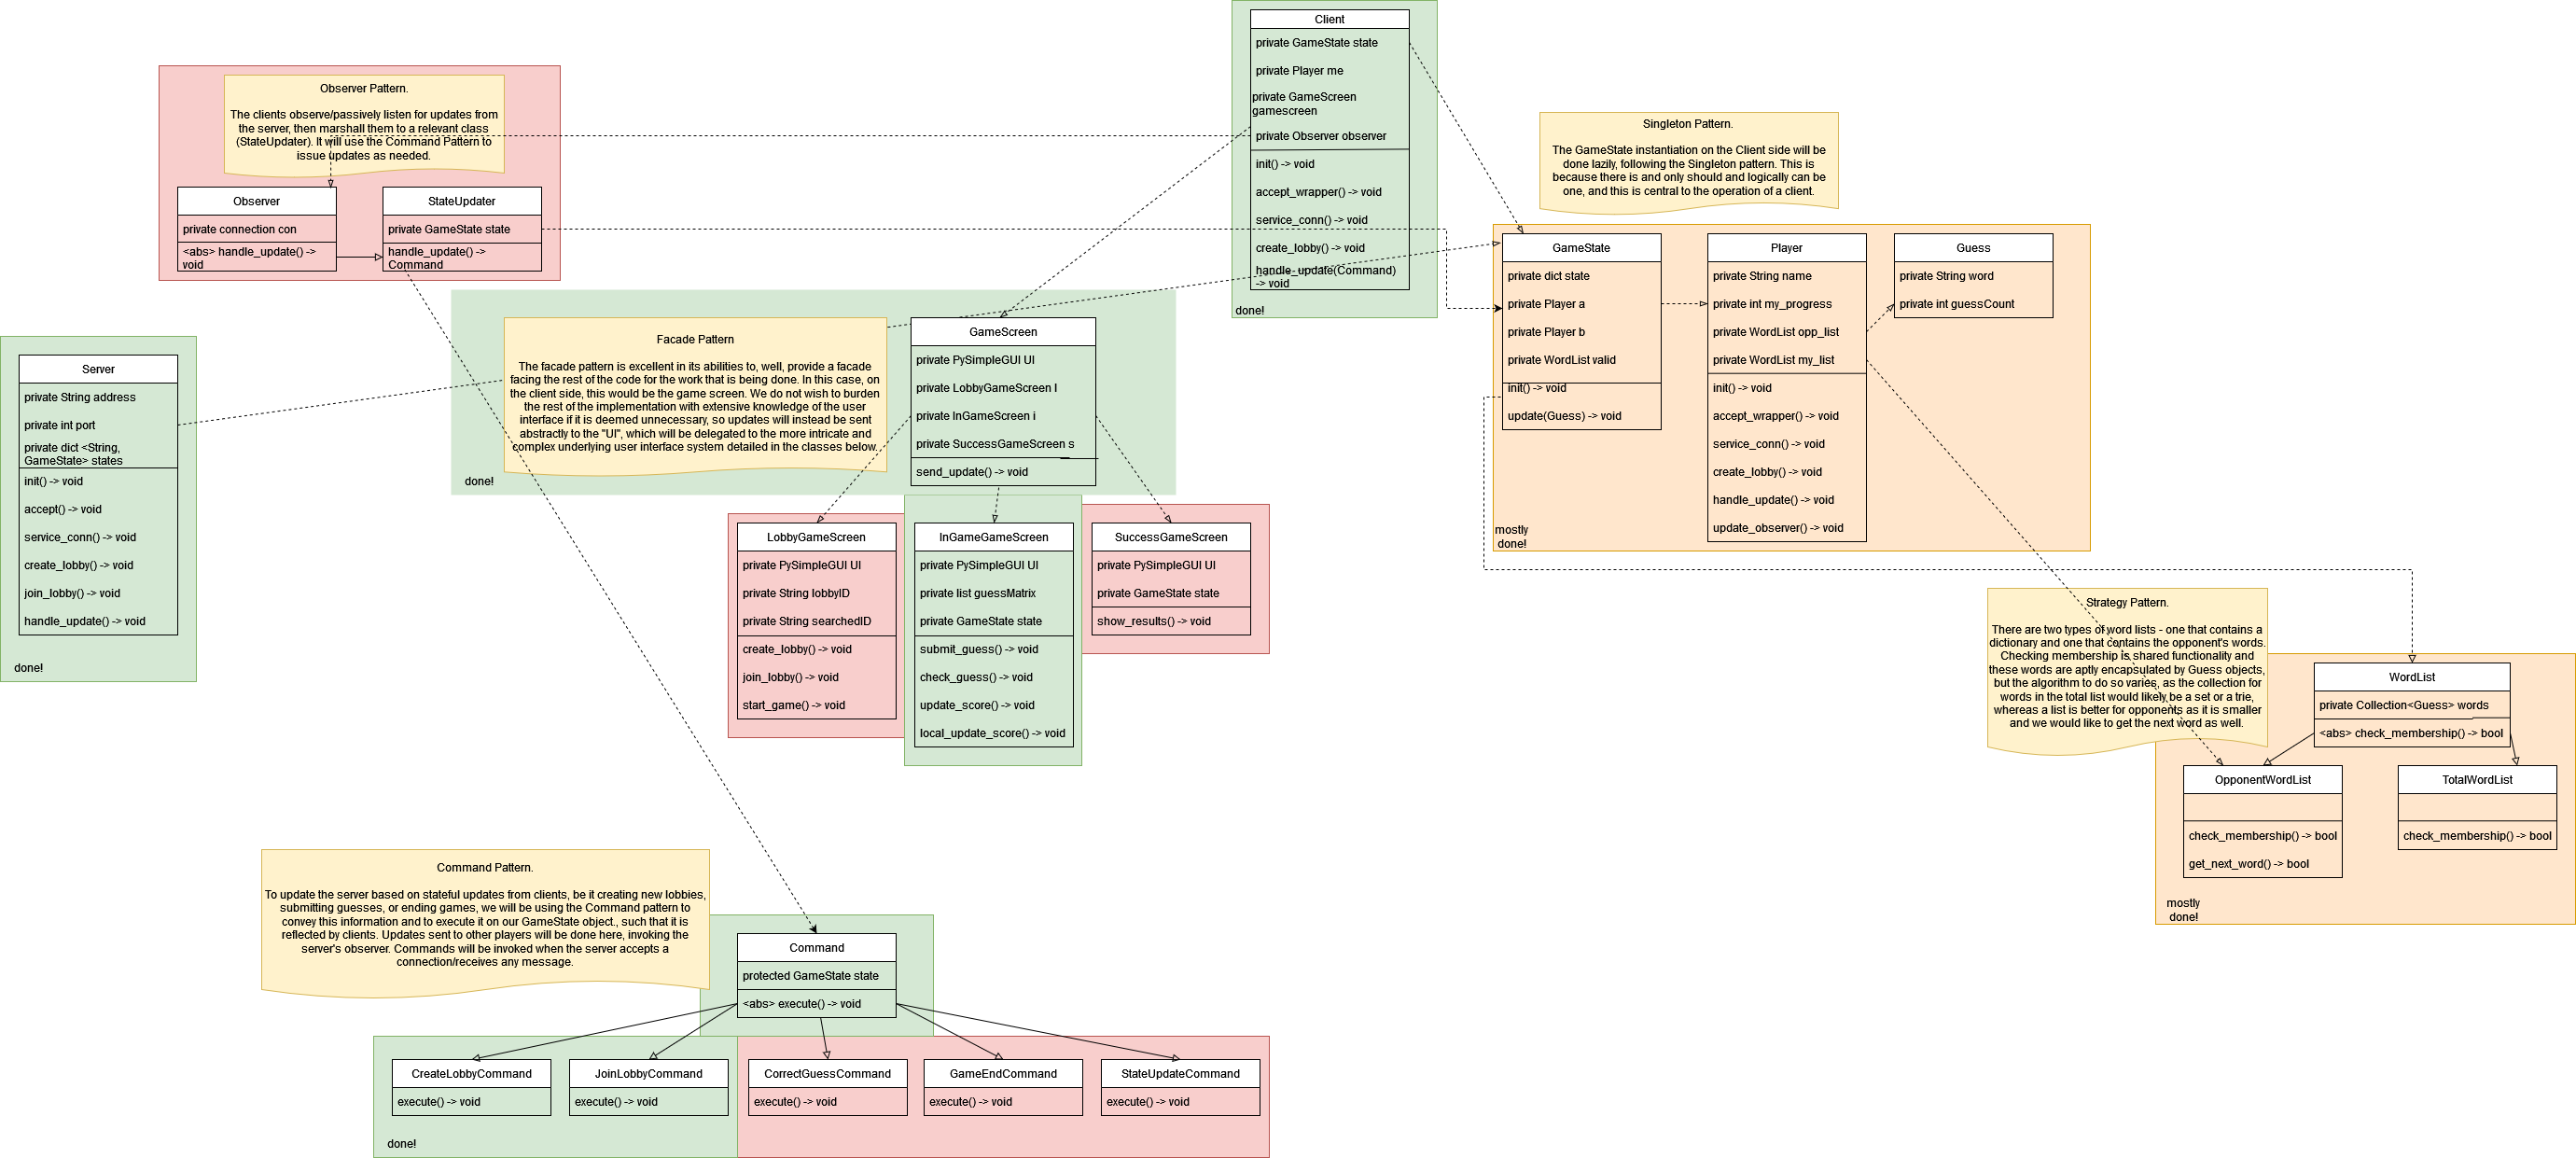 Client
private GameState state
private Player me
private GameScreen
gamescreen
private Observer observer
init() -> void
accept_wrapper() -> void
service_conn() -> void
create_lobby() -> void
handle_update(Command)
-> void
done!
Observer Pattern.
The clients observe/passively listen for updates from
the server, then marshall them to a relevant class
(StateUpdater). It will use the Command Pattern to
issue updates as needed.
Observer
private connection con
<abs> handle_update() ->
void
StateUpdater
private GameState state
handle_update() ->
Command
Singleton Pattern.
The GameState instantiation on the Client side will be
done lazily, following the Singleton pattern. This is
because there is and only should and logically can be
one, and this is central to the operation of a client.
GameState
private dict state
private Player a
private Player b
private WordList valid
init() -> void
update(Guess) -> void
Player
private String name
private int my_progress
private WordList opp_list
private WordList my_list
init() -> void
accept_wrapper() -> void
service_conn() -> void
create_lobby() -> void
handle_update() -> void
update_observer() -> void
Guess
private String word
private int guessCount
mostly
done!
Server
private String address
private int port
private dict <String,
GameState> states
init() -> void
accept() -> void
service_conn() -> void
create_lobby() -> void
join_lobby() -> void
handle_update() -> void
done!
Facade Pattern
The facade pattern is excellent in its abilities to, well, provide a facade
facing the rest of the code for the work that is being done. In this case, on
the client side, this would be the game screen. We do not wish to burden
the rest of the implementation with extensive knowledge of the user
interface if it is deemed unnecessary, so updates will instead be sent
abstractly to the "UI", which will be delegated to the more intricate and
complex underlying user interface system detailed in the classes below.
done!
GameScreen
private PySimpleGUI UI
private LobbyGameScreen l
private InGameScreen i
private SuccessGameScreen s
send_update() -> void
LobbyGameScreen
private PySimpleGUI UI
private String lobbyID
private String searchedID
create_lobby() -> void
join_lobby() -> void
start_game() -> void
InGameGameScreen
private PySimpleGUI UI
private list guessMatrix
private GameState state
submit_guess() -> void
check_guess() -> void
update_score() -> void
local_update_score() -> void
SuccessGameScreen
private PySimpleGUI UI
private GameState state
show_results() -> void
Strategy Pattern.
There are two types of word lists - one that contains a
dictionary and one that contains the opponent's words.
Checking membership is shared functionality and
these words are aptly encapsulated by Guess objects,
but the algorithm to do so varies, as the collection for
words in the total list would likely be a set or a trie,
whereas a list is better for opponents as it is smaller
and we would like to get the next word as well.
WordList
private Collection<Guess> words
<abs> check_membership() -> bool
OpponentWordList
check_membership() -> bool
get_next_word() -> bool
TotalWordList
check_membership() -> bool
mostly
done!
Command Pattern.
To update the server based on stateful updates from clients, be it creating new lobbies,
submitting guesses, or ending games, we will be using the Command pattern to
convey this information and to execute it on our GameState object., such that it is
reflected by clients. Updates sent to other players will be done here, invoking the
server's observer. Commands will be invoked when the server accepts a
connection/receives any message.
Command
protected GameState state
<abs> execute() -> void
CreateLobbyCommand
execute() -> void
JoinLobbyCommand
execute() -> void
CorrectGuessCommand
execute() -> void
GameEndCommand
execute() -> void
StateUpdateCommand
execute() -> void
done!